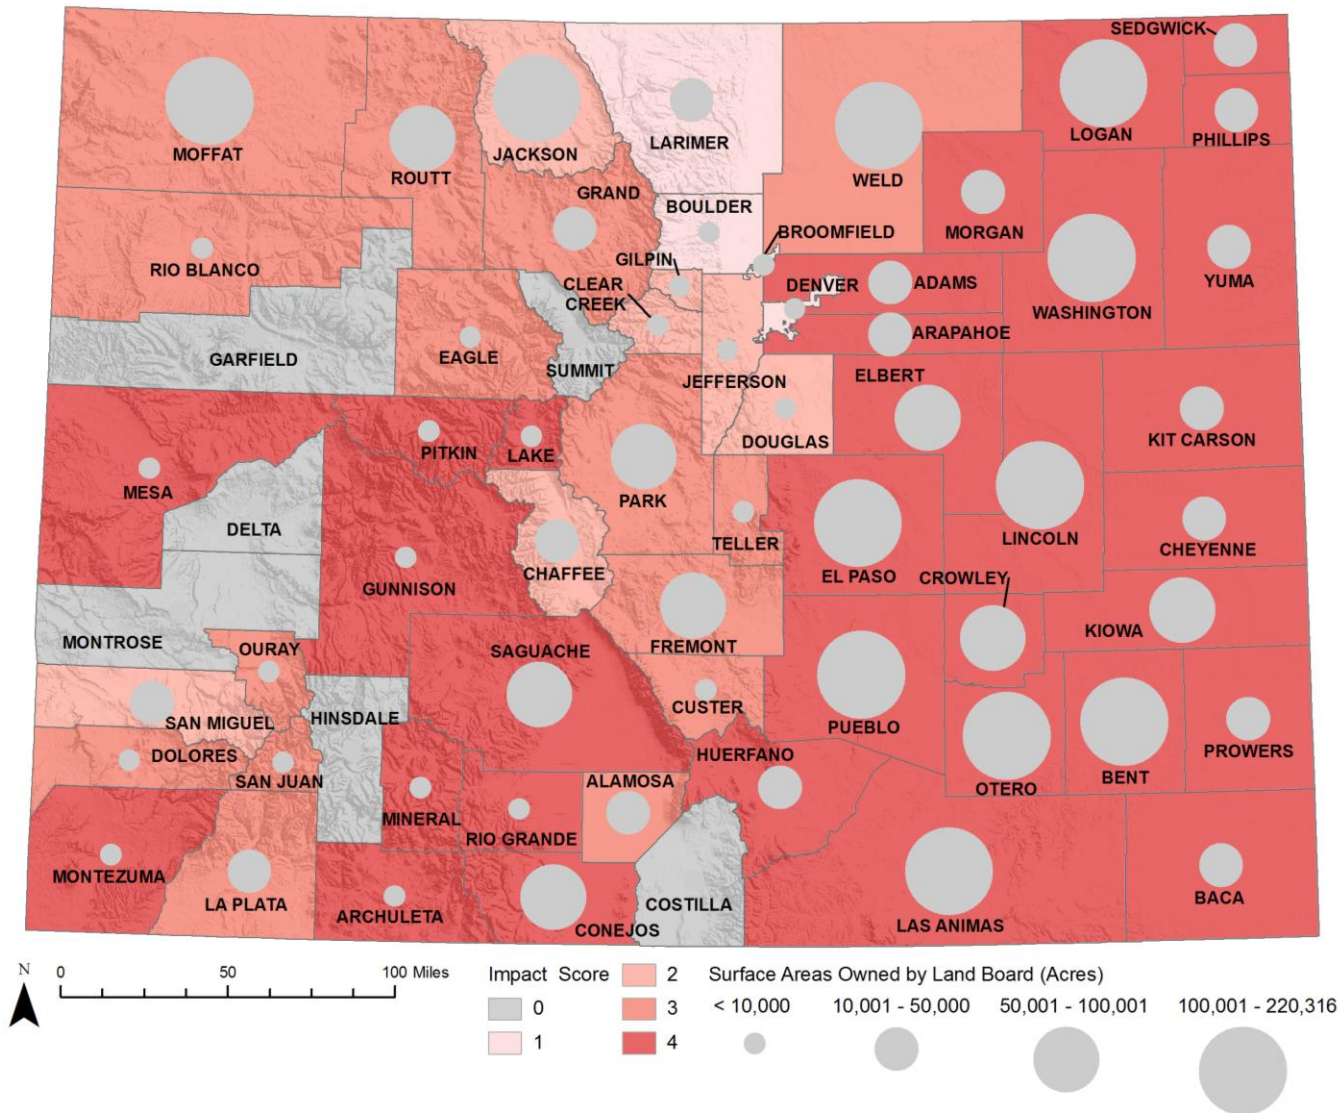 SEDGWICK
LOGAN
PHILLIPS
MOFFAT
ROUTT
JACKSON
LARIMER
WELD
GRAND
BOULDER
MORGAN
BROOMFIELD
RIO BLANCO
GILPIN
YUMA
CLEAR
CREEK
DENVER
ADAMS
WASHINGTON
ARAPAHOE
GARFIELD
EAGLE
SUMMIT
JEFFERSON
ELBERT
DOUGLAS
KIT CARSON
PITKIN
LAKE
MESA
PARK
DELTA
TELLER
LINCOLN
CHEYENNE
CHAFFEE
EL PASO
CROWLEY
GUNNISON
MONTROSE
OURAY
SAGUACHE
FREMONT
KIOWA
SAN MIGUEL
HINSDALE
CUSTER
PUEBLO
DOLORES
HUERFANO
PROWERS
SAN JUAN
ALAMOSA
BENT
OTERO
MINERAL
RIO GRANDE
MONTEZUMA
LA PLATA
ARCHULETA
CONEJOS
COSTILLA
LAS ANIMAS
BACA
N
0 50 100 Miles
Impact Score
0
1
2
3
4
Surface Areas Owned by Land Board (Acres)
< 10,000 10,001 - 50,000 50,001 - 100,001 100,001 - 220,316